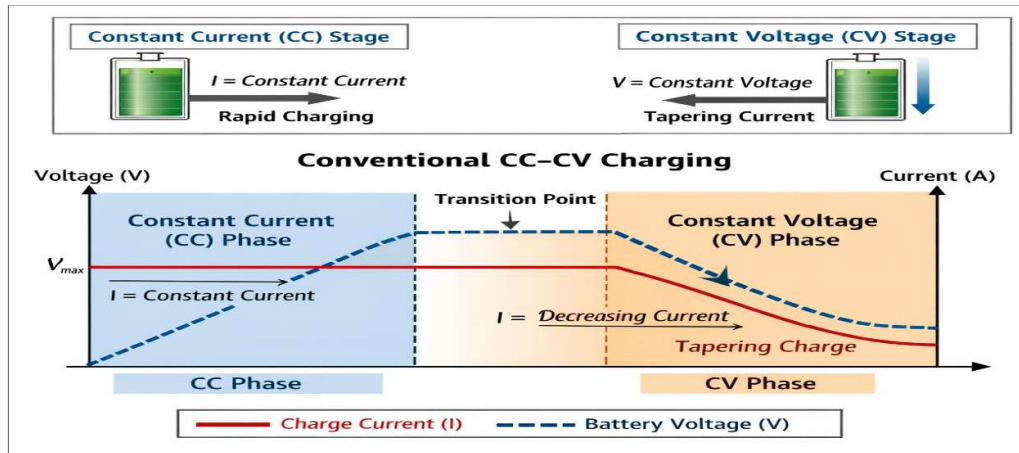 Constant Current (CC) Stage
I = Constant Current
Rapid Charging
Constant Voltage (CV) Stage
V = Constant Voltage
Tapering Current
Conventional CC–CV Charging
Voltage (V)
Current (A)
Transition Point
Constant Current
(CC) Phase
Constant Voltage
(CV) Phase
Vmax
I = Constant Current
I = Decreasing Current
Tapering Charge
CC Phase
CV Phase
Charge Current (I)
Battery Voltage (V)